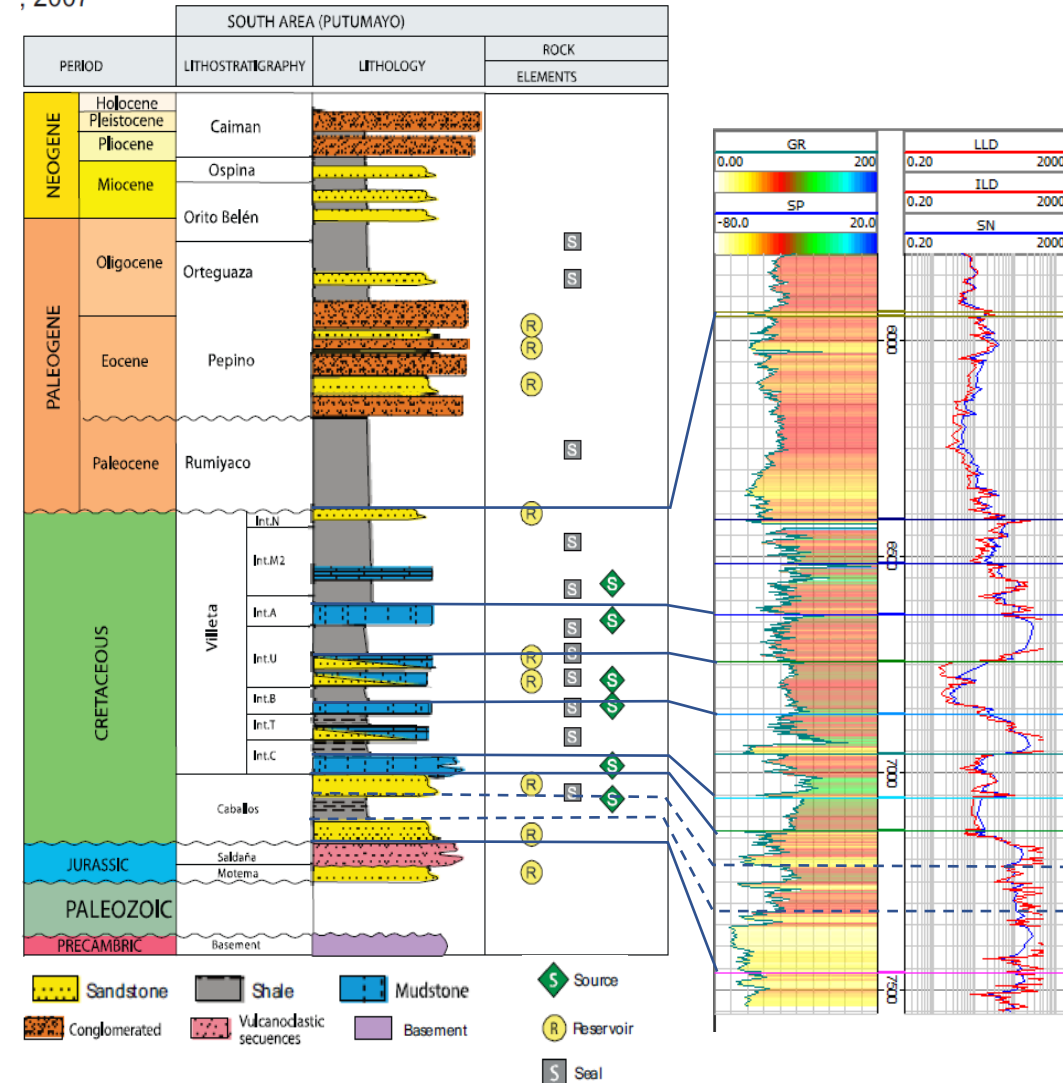 , 2007
SOUTH AREA (PUTUMAYO)
PERIOD
LITHOSTRATIGRAPHY
LITHOLOGY
ROCK
ELEMENTS
NEOGENE
Holocene
Pleistocene
Pliocene
Miocene
Caiman
Ospina
Orito Belén
PALEOGENE
Oligocene
Eocene
Paleocene
Orteguaza
Pepino
Rumiyaco
S
S
R
R
R
S
CRETACEOUS
Villeta
Int.N
Int.M2
Int.A
Int.U
Int.B
Int.T
Int.C
Caballos
R
S
S
S
S
S
R
S
R
S
S
S
S
S
S
R
S
S
R
JURASSIC
Saldaña
Motema
R
PALEOZOIC
PRECAMBRIC
Basement
Sandstone
Shale
Mudstone
Conglomerated
Vulcanoclastic
secuences
Basement
S Source
R Reservoir
S Seal
GR
0.00 200
SP
-80.0 20.0
LLD
0.20 2000
ILD
0.20 2000
SN
0.20 2000
6000
6500
7000
7500